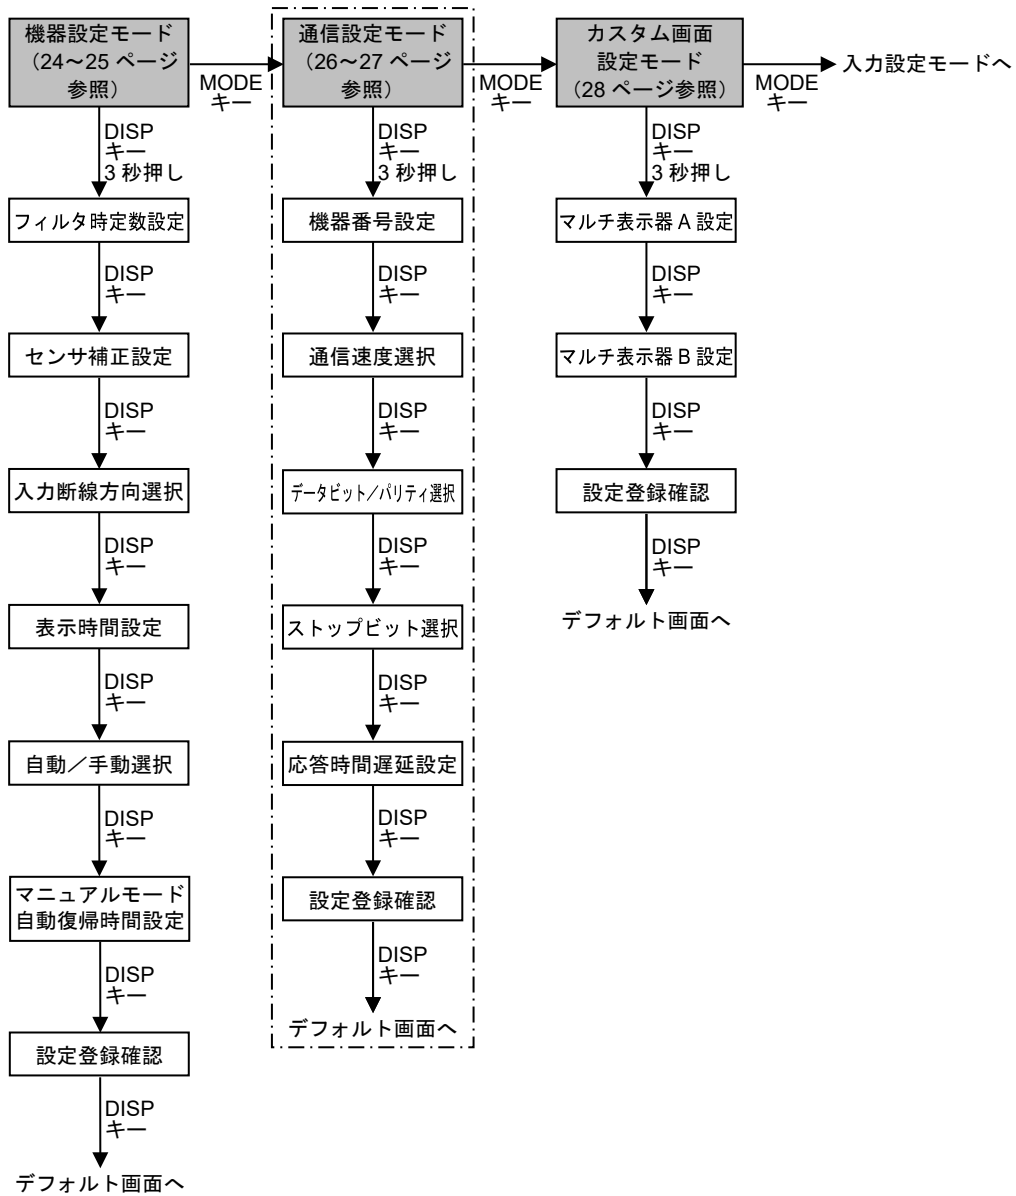 機器設定モード
（24～25 ページ
参照）
MODE
キー
通信設定モード
（26～27 ページ
参照）
MODE
キー
カスタム画面
設定モード
（28 ページ参照）
MODE
キー
入力設定モードへ
DISP
キー
3 秒押し
フィルタ時定数設定
DISP
キー
センサ補正設定
DISP
キー
入力断線方向選択
DISP
キー
表示時間設定
DISP
キー
自動／手動選択
DISP
キー
マニュアルモード
自動復帰時間設定
DISP
キー
設定登録確認
DISP
キー
デフォルト画面へ
DISP
キー
3 秒押し
機器番号設定
DISP
キー
通信速度選択
DISP
キー
データビット／パリティ選択
DISP
キー
ストップビット選択
DISP
キー
応答時間遅延設定
DISP
キー
設定登録確認
DISP
キー
デフォルト画面へ
DISP
キー
3 秒押し
マルチ表示器 A 設定
DISP
キー
マルチ表示器 B 設定
DISP
キー
設定登録確認
DISP
キー
デフォルト画面へ